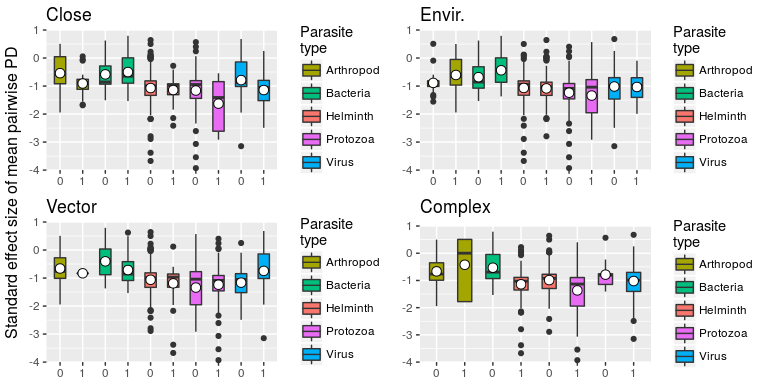 Standard effect size of mean pairwise PD
Close
1
0
-1
-2
-3
-4
0 1 0 1 0 1 0 1 0 1
Parasite
type
Arthropod
Bacteria
Helminth
Protozoa
Virus
Envir.
1
0
-1
-2
-3
-4
0 1 0 1 0 1 0 1 0 1
Parasite
type
Arthropod
Bacteria
Helminth
Protozoa
Virus
Vector
1
0
-1
-2
-3
-4
0 1 0 1 0 1 0 1 0 1
Parasite
type
Arthropod
Bacteria
Helminth
Protozoa
Virus
Complex
1
0
-1
-2
-3
-4
0 1 0 0 1 0 1 0 1
Parasite
type
Arthropod
Bacteria
Helminth
Protozoa
Virus